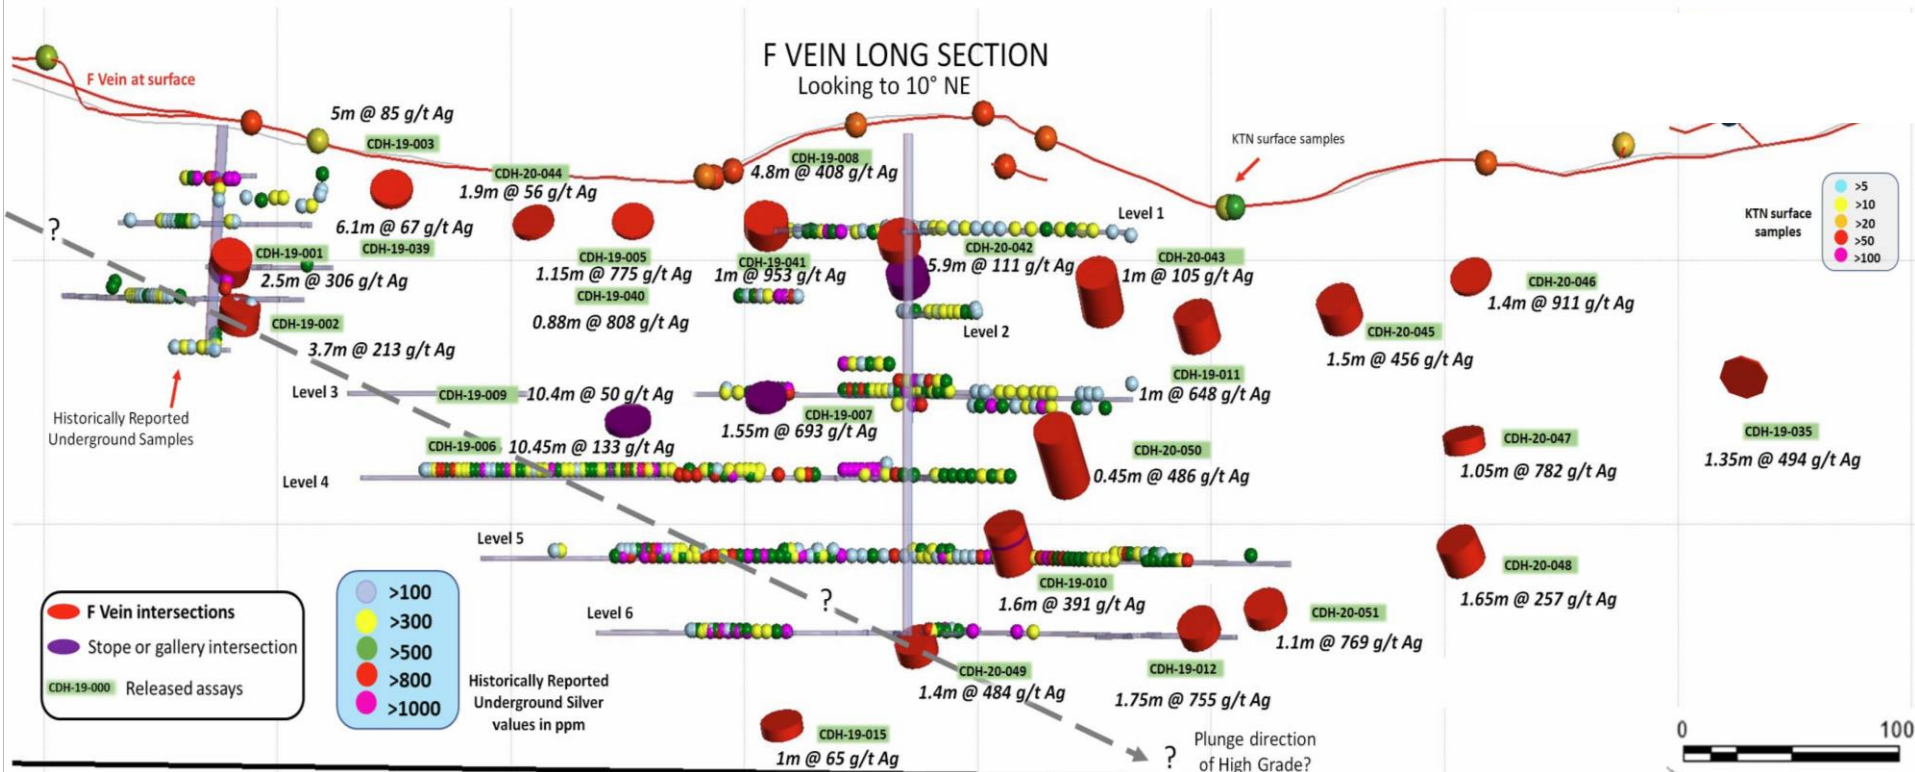 F VEIN LONG SECTION
Looking to 10° NE
F Vein at surface
5m @ 85 g/t Ag
CDH-19-003
CDH-20-044
1.9m @ 56 g/t Ag
CDH-19-008
4.8m @ 408 g/t Ag
KTN surface samples
KTN surface
samples
>5
>10
>20
>50
>100
?
6.1m @ 67 g/t Ag
CDH-19-039
CDH-19-001
2.5m @ 306 g/t Ag
CDH-19-005
1.15m @ 775 g/t Ag
CDH-19-040
0.88m @ 808 g/t Ag
CDH-19-041
1m @ 953 g/t Ag
CDH-20-042
5.9m @ 111 g/t Ag
Level 1
CDH-20-043
1m @ 105 g/t Ag
CDH-20-046
1.4m @ 911 g/t Ag
CDH-19-002
3.7m @ 213 g/t Ag
Level 2
CDH-20-045
1.5m @ 456 g/t Ag
CDH-19-011
1m @ 648 g/t Ag
Level 3
CDH-19-009
10.4m @ 50 g/t Ag
CDH-19-007
1.55m @ 693 g/t Ag
Historically Reported
Underground Samples
CDH-19-006
10.45m @ 133 g/t Ag
CDH-20-050
0.45m @ 486 g/t Ag
CDH-20-047
1.05m @ 782 g/t Ag
CDH-19-035
1.35m @ 494 g/t Ag
Level 4
Level 5
CDH-19-010
1.6m @ 391 g/t Ag
CDH-20-048
1.65m @ 257 g/t Ag
?
Level 6
CDH-20-051
1.1m @ 769 g/t Ag
CDH-20-049
1.4m @ 484 g/t Ag
CDH-19-012
1.75m @ 755 g/t Ag
CDH-19-015
1m @ 65 g/t Ag
F Vein intersections
Stope or gallery intersection
CDH-19-000 Released assays
>100
>300
>500
>800
>1000
Historically Reported
Underground Silver
values in ppm
?
Plunge direction
of High Grade?
0 100